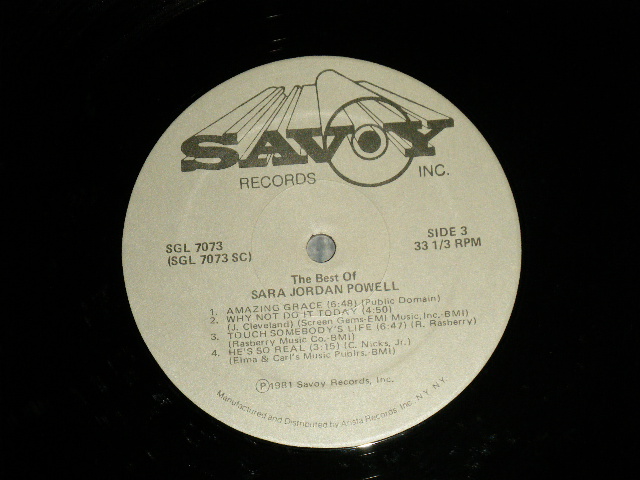 SAVOY
RECORDS INC.
SGL 7073
(SGL 7073 SC)
SIDE 3
33 1/3 RPM
The Best Of
SARA JORDAN POWELL
1. AMAZING GRACE (6:48) (Public Domain)
2. WHY NOT DO IT TODAY (4:50)
(J. Cleveland) (Screen Gems-EMI Music, Inc.-BMI)
3. TOUCH SOMEBODY'S LIFE (6:47) (R. Rasberry)
(Rasberry Music Co.-BMI)
4. HE'S SO REAL (3:15) (C. Nicks, Jr.)
(Elma & Carl's Music Publrs.-BMI)
Ⓟ1981 Savoy Records, Inc.
Manufactured and Distributed by Arista Records, Inc. N.Y. N.Y.